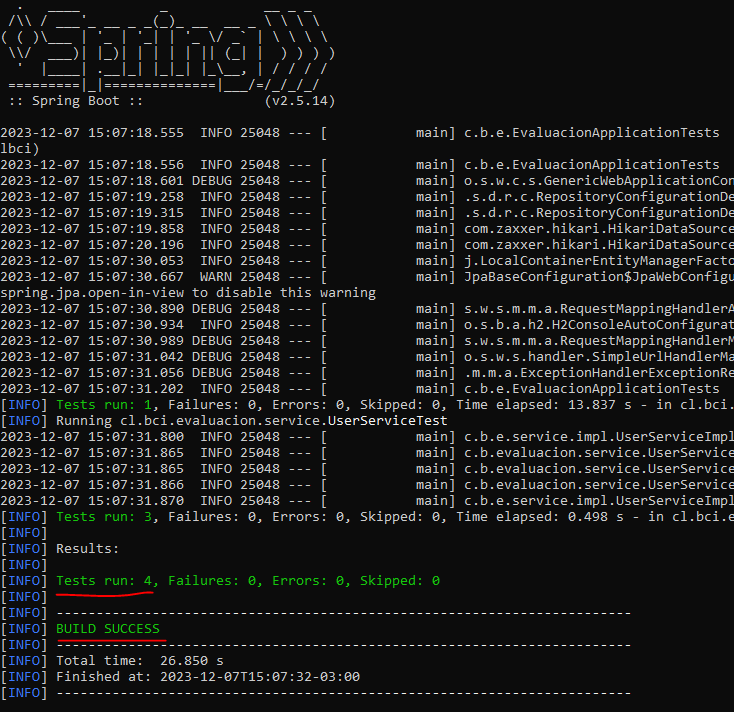 .   ____          _            __ _ _
 /\\ / ___'_ __ _ _(_)_ __  __ _ \ \ \ \
( ( )\___ | '_ | '_| | '_ \/ _` | \ \ \ \
 \\/  ___)| |_)| | | | | || (_| |  ) ) ) )
  '  |____| .__|_| |_|_| |_\__, | / / / /
 =========|_|==============|___/=/_/_/_/
 :: Spring Boot ::               (v2.5.14)
2023-12-07 15:07:18.555  INFO 25048 --- [           main] c.b.e.EvaluacionApplicationTests
lbci)
2023-12-07 15:07:18.556  INFO 25048 --- [           main] c.b.e.EvaluacionApplicationTests
2023-12-07 15:07:18.601 DEBUG 25048 --- [           main] o.s.w.c.s.GenericWebApplicationCon
2023-12-07 15:07:19.258  INFO 25048 --- [           main] .s.d.r.c.RepositoryConfigurationDe
2023-12-07 15:07:19.315  INFO 25048 --- [           main] .s.d.r.c.RepositoryConfigurationDe
2023-12-07 15:07:19.858  INFO 25048 --- [           main] com.zaxxer.hikari.HikariDataSource
2023-12-07 15:07:20.196  INFO 25048 --- [           main] com.zaxxer.hikari.HikariDataSource
2023-12-07 15:07:30.053  INFO 25048 --- [           main] j.LocalContainerEntityManagerFacto
2023-12-07 15:07:30.667  WARN 25048 --- [           main] JpaBaseConfiguration$JpaWebConfigu
spring.jpa.open-in-view to disable this warning
2023-12-07 15:07:30.890 DEBUG 25048 --- [           main] s.w.s.m.m.a.RequestMappingHandlerA
2023-12-07 15:07:30.934  INFO 25048 --- [           main] o.s.b.a.h2.H2ConsoleAutoConfigurat
2023-12-07 15:07:30.989 DEBUG 25048 --- [           main] s.w.s.m.m.a.RequestMappingHandlerM
2023-12-07 15:07:31.042 DEBUG 25048 --- [           main] o.s.w.s.handler.SimpleUrlHandlerMa
2023-12-07 15:07:31.056 DEBUG 25048 --- [           main] .m.m.a.ExceptionHandlerExceptionRe
2023-12-07 15:07:31.202  INFO 25048 --- [           main] c.b.e.EvaluacionApplicationTests
[INFO] Tests run: 1, Failures: 0, Errors: 0, Skipped: 0, Time elapsed: 13.837 s - in cl.bci.
[INFO] Running cl.bci.evaluacion.service.UserServiceTest
2023-12-07 15:07:31.800  INFO 25048 --- [           main] c.b.e.service.impl.UserServiceImpl
2023-12-07 15:07:31.865  INFO 25048 --- [           main] c.b.evaluacion.service.UserService
2023-12-07 15:07:31.865  INFO 25048 --- [           main] c.b.evaluacion.service.UserService
2023-12-07 15:07:31.866  INFO 25048 --- [           main] c.b.evaluacion.service.UserService
2023-12-07 15:07:31.870  INFO 25048 --- [           main] c.b.e.service.impl.UserServiceImpl
[INFO] Tests run: 3, Failures: 0, Errors: 0, Skipped: 0, Time elapsed: 0.498 s - in cl.bci.e
[INFO]
[INFO] Results:
[INFO]
[INFO] Tests run: 4, Failures: 0, Errors: 0, Skipped: 0
[INFO]
[INFO] ------------------------------------------------------------------------
[INFO] BUILD SUCCESS
[INFO] ------------------------------------------------------------------------
[INFO] Total time:  26.850 s
[INFO] Finished at: 2023-12-07T15:07:32-03:00
[INFO] ------------------------------------------------------------------------